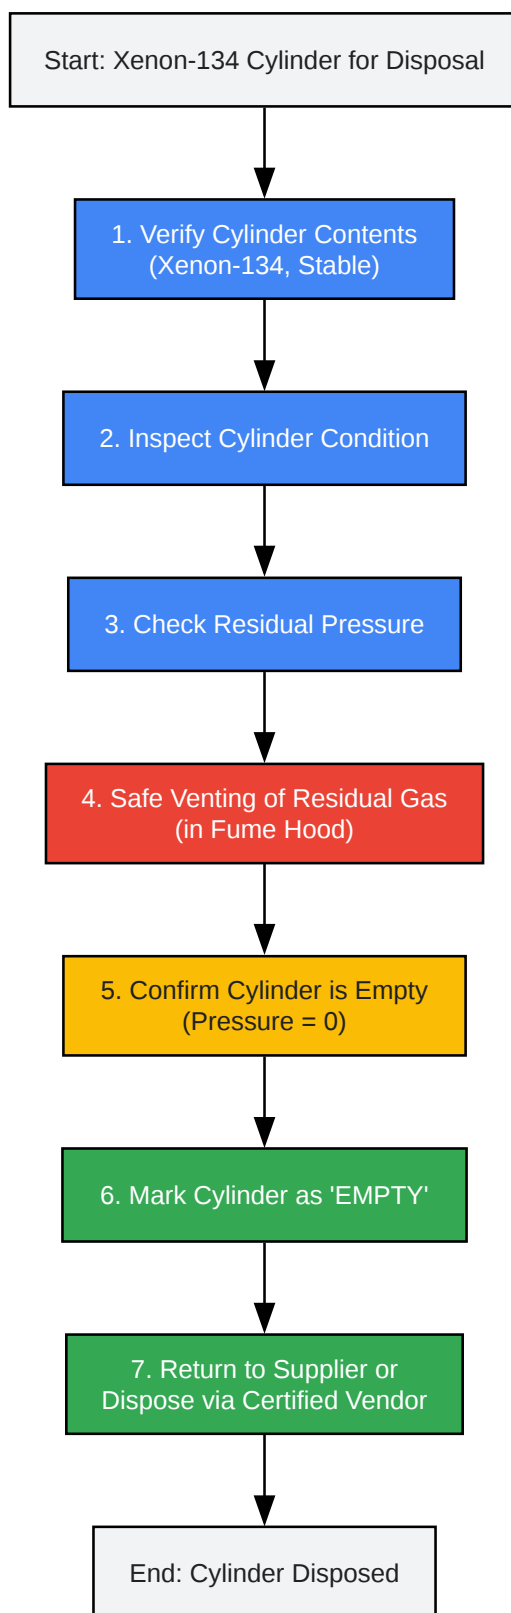 Start: Xenon-134 Cylinder for Disposal
1. Verify Cylinder Contents
(Xenon-134, Stable)
2. Inspect Cylinder Condition
3. Check Residual Pressure
4. Safe Venting of Residual Gas
(in Fume Hood)
5. Confirm Cylinder is Empty
(Pressure = 0)
6. Mark Cylinder as 'EMPTY'
7. Return to Supplier or
Dispose via Certified Vendor
End: Cylinder Disposed